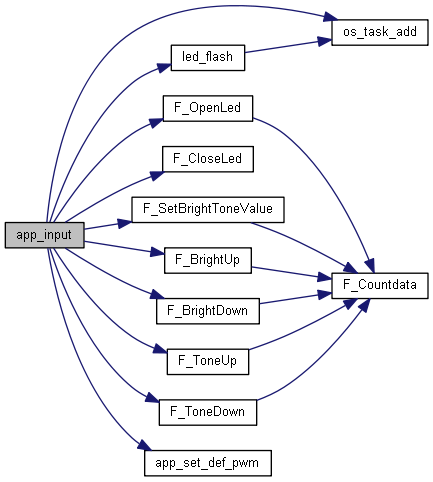 os_task_add
led_flash
F_OpenLed
F_CloseLed
F_SetBrightToneValue
app_input
F_BrightUp
F_Countdata
F_BrightDown
F_ToneUp
F_ToneDown
app_set_def_pwm